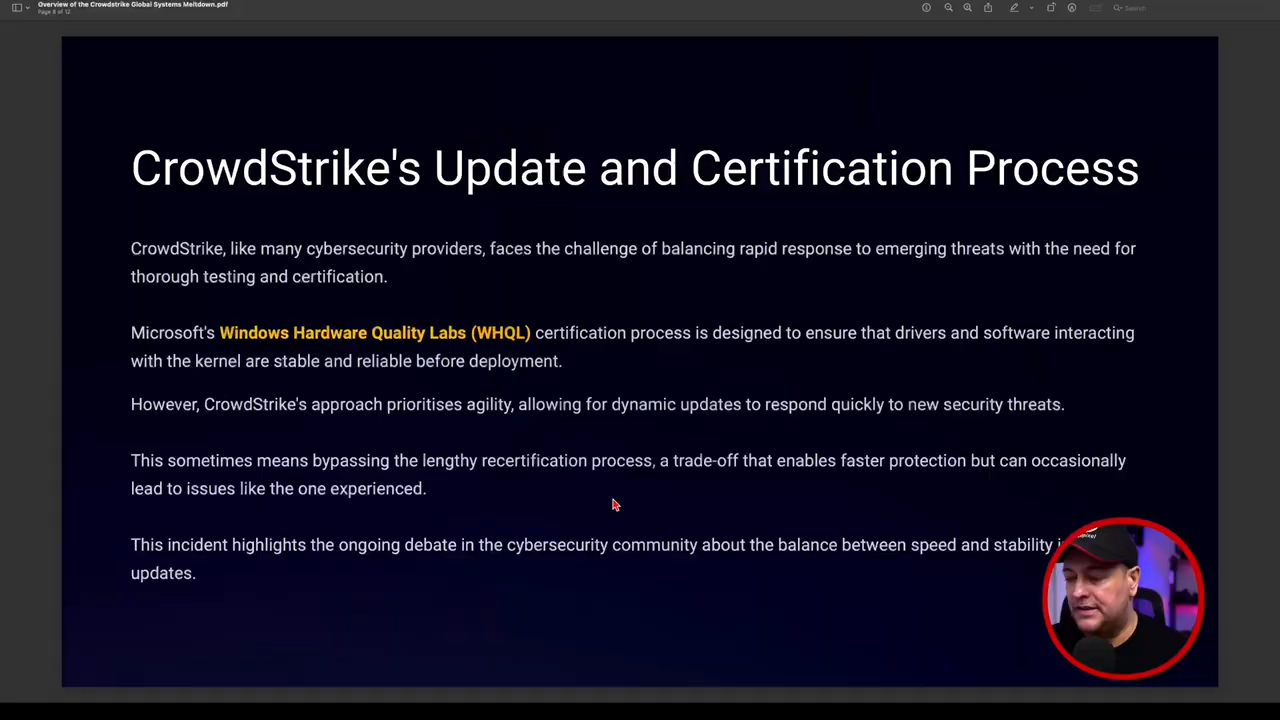 Overview of the Crowdstrike Global Systems Meltdown.pdf
Page 8 of 12
Search
CrowdStrike's Update and Certification Process
CrowdStrike, like many cybersecurity providers, faces the challenge of balancing rapid response to emerging threats with the need for
thorough testing and certification.
Microsoft's Windows Hardware Quality Labs (WHQL) certification process is designed to ensure that drivers and software interacting
with the kernel are stable and reliable before deployment.
However, CrowdStrike's approach prioritises agility, allowing for dynamic updates to respond quickly to new security threats.
This sometimes means bypassing the lengthy recertification process, a trade-off that enables faster protection but can occasionally
lead to issues like the one experienced.
This incident highlights the ongoing debate in the cybersecurity community about the balance between speed and stability
updates.